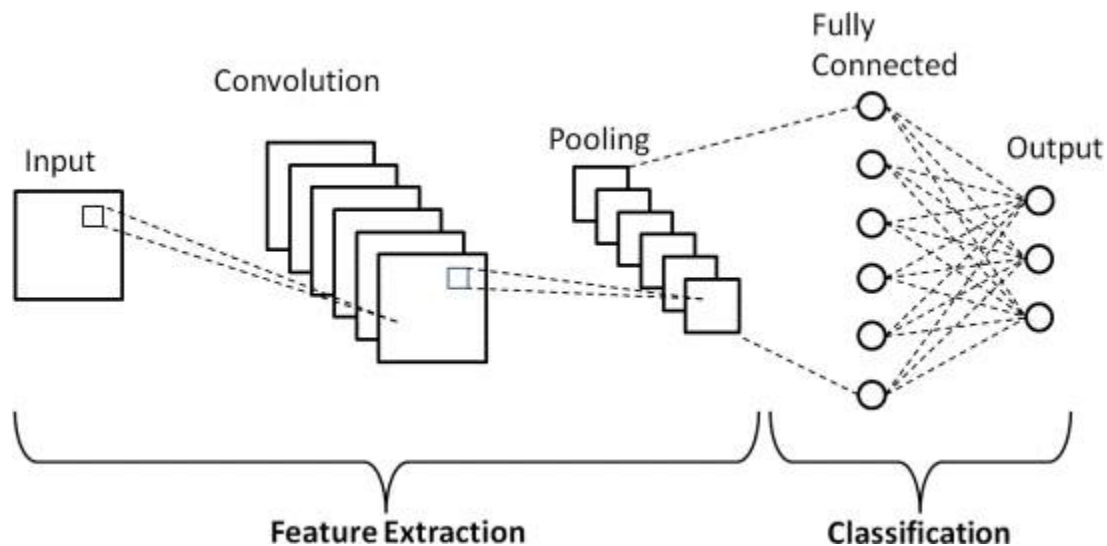 Input
Convolution
Pooling
Fully
Connected
Output
Feature Extraction
Classification